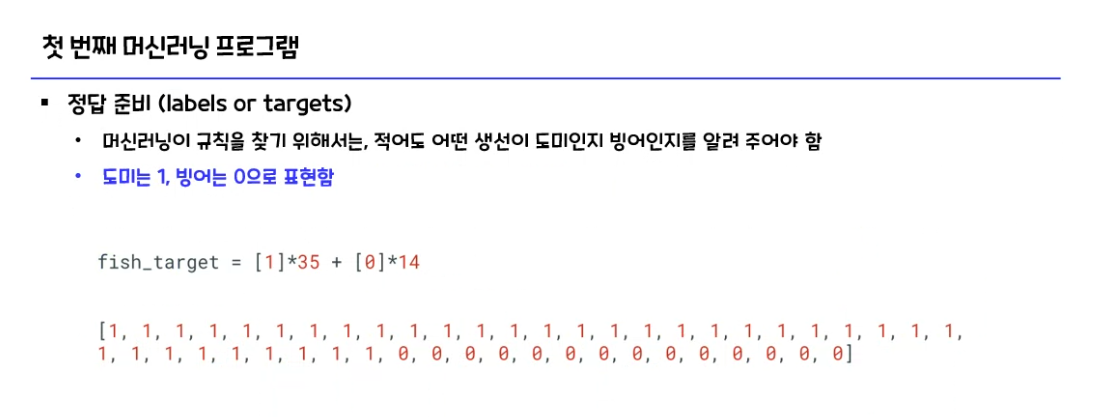 첫 번째 머신러닝 프로그램
▪ 정답 준비 (labels or targets)
• 머신러닝이 규칙을 찾기 위해서는, 적어도 어떤 생선이 도미인지 빙어인지를 알려 주어야 함
• 도미는 1, 빙어는 0으로 표현함
fish_target = [1]*35 + [0]*14
[1, 1, 1, 1, 1, 1, 1, 1, 1, 1, 1, 1, 1, 1, 1, 1, 1, 1, 1, 1, 1, 1, 1, 1, 1, 1,
1, 1, 1, 1, 1, 1, 1, 1, 1, 0, 0, 0, 0, 0, 0, 0, 0, 0, 0, 0, 0, 0, 0]